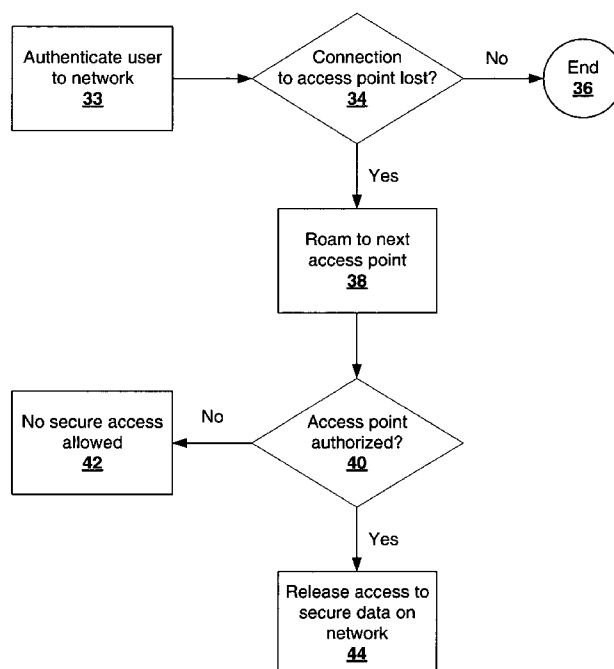 Authenticate user
to network
33
Connection
to access point lost?
34
No
End
36
Yes
Roam to next
access point
38
No secure access
allowed
42
No
Access point
authorized?
40
Yes
Release access to
secure data on
network
44